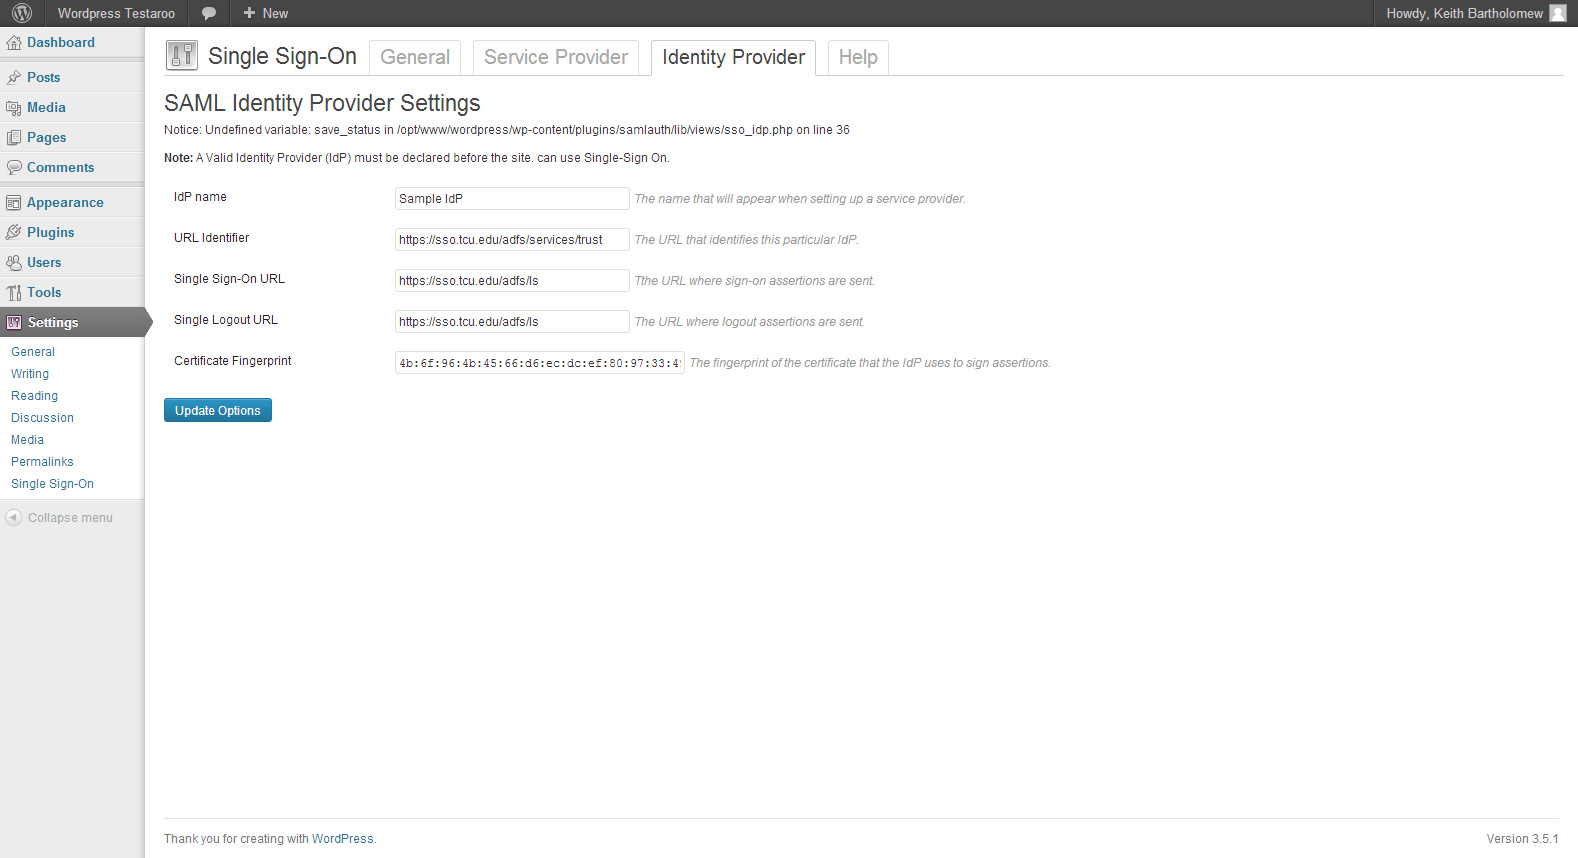 Wordpress Testaroo
New
Howdy, Keith Bartholomew
Dashboard
Posts
Media
Pages
Comments
Appearance
Plugins
Users
Tools
Settings
General
Writing
Reading
Discussion
Media
Permalinks
Single Sign-On
Collapse menu
Single Sign-On
General
Service Provider
Identity Provider
Help
SAML Identity Provider Settings
Notice: Undefined variable: save_status in /opt/www/wordpress/wp-content/plugins/samlauth/lib/views/sso_idp.php on line 36
Note: A Valid Identity Provider (IdP) must be declared before the site. can use Single-Sign On.
IdP name
Sample IdP
The name that will appear when setting up a service provider.
URL Identifier
https://sso.tcu.edu/adfs/services/trust
The URL that identifies this particular IdP.
Single Sign-On URL
https://sso.tcu.edu/adfs/ls
Tthe URL where sign-on assertions are sent.
Single Logout URL
https://sso.tcu.edu/adfs/ls
The URL where logout assertions are sent.
Certificate Fingerprint
4b:6f:96:4b:45:66:d6:ec:dc:ef:80:97:33:4
The fingerprint of the certificate that the IdP uses to sign assertions.
Update Options
Thank you for creating with WordPress.
Version 3.5.1